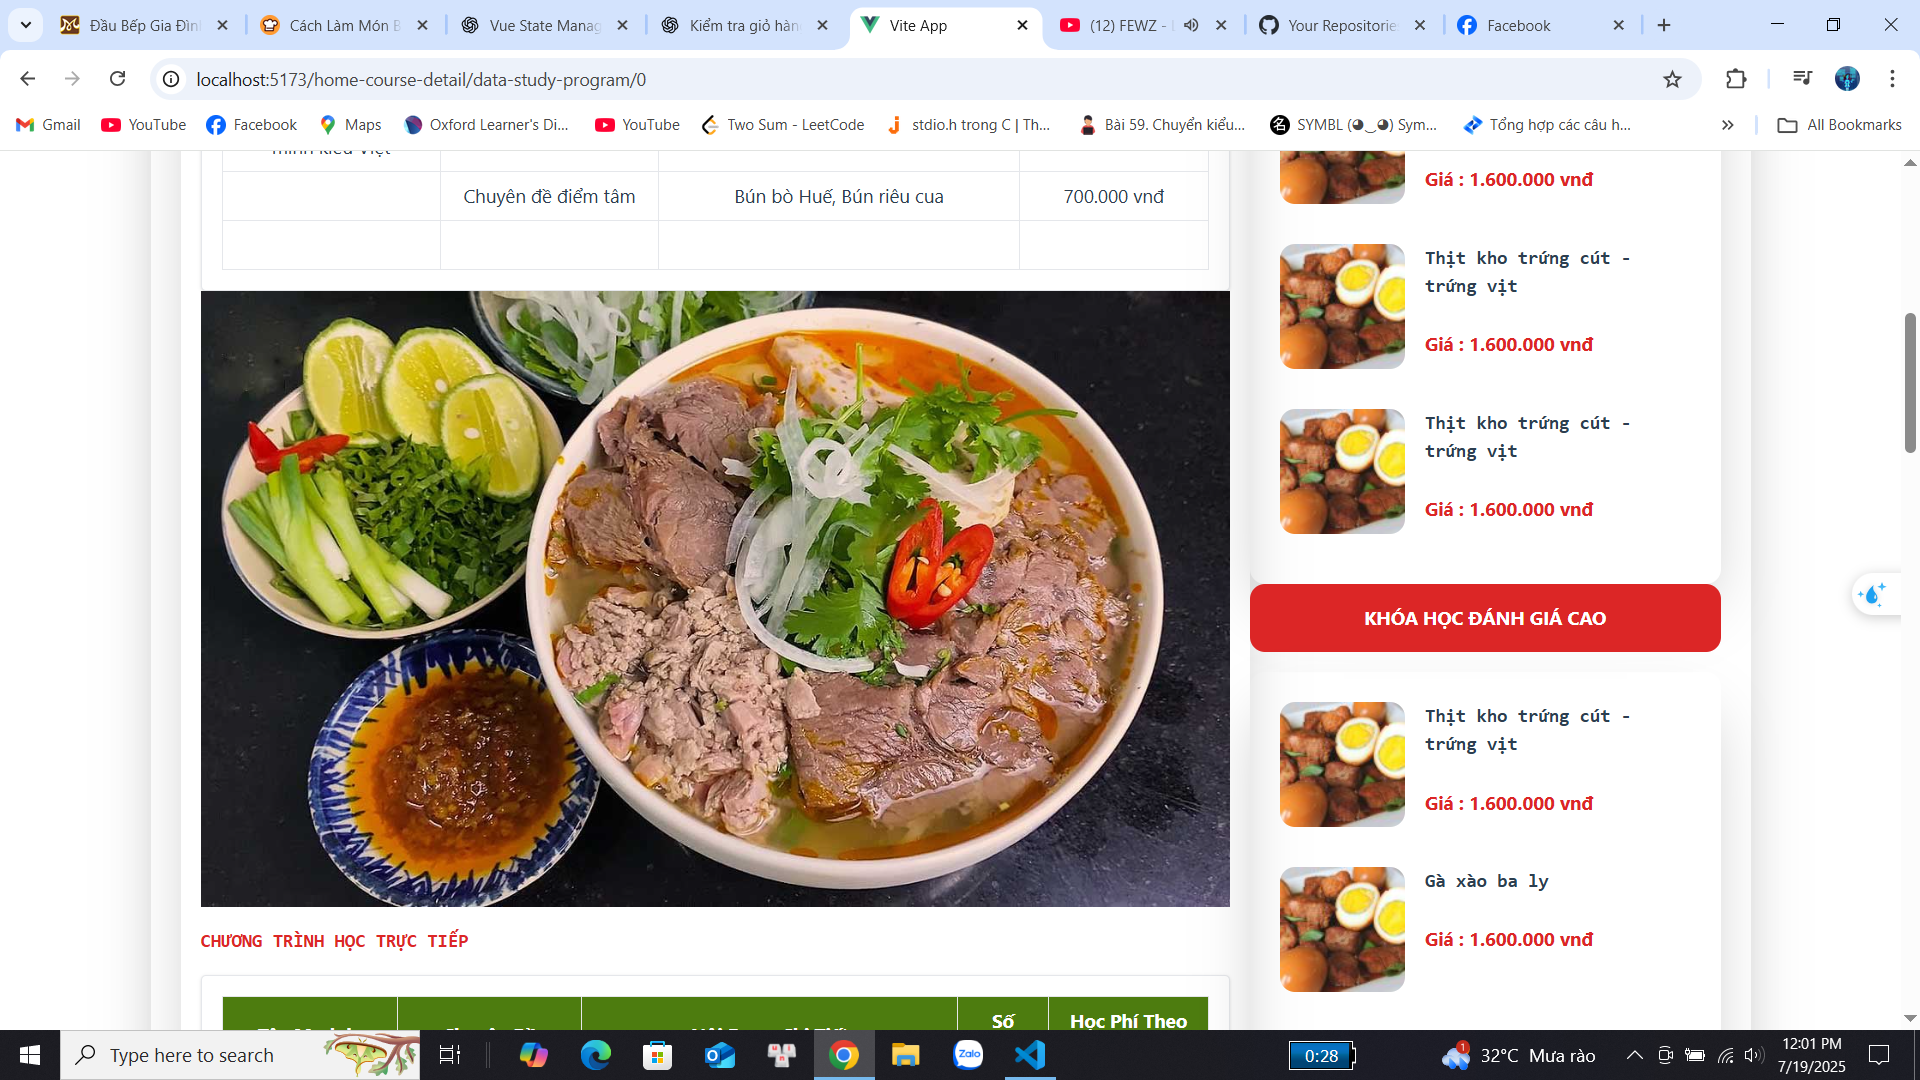 Đầu Bếp Gia Đìn
Cách Làm Món B
Vue State Manag
Kiểm tra giỏ hàn
Vite App
(12) FEWZ -
Your Repositorie
Facebook
localhost:5173/home-course-detail/data-study-program/0
Gmail
YouTube
Facebook
Maps
Oxford Learner's Di...
YouTube
Two Sum - LeetCode
stdio.h trong C | Th...
Bài 59. Chuyển kiểu...
SYMBL (◕‿◕) Sym...
Tổng hợp các câu h...
All Bookmarks
Chuyên đề điểm tâm
Bún bò Huế, Bún riêu cua
700.000 vnđ
CHƯƠNG TRÌNH HỌC TRỰC TIẾP
Số
Học Phí Theo
Giá : 1.600.000 vnđ
Thịt kho trứng cút -
trứng vịt
Giá : 1.600.000 vnđ
Thịt kho trứng cút -
trứng vịt
Giá : 1.600.000 vnđ
KHÓA HỌC ĐÁNH GIÁ CAO
Thịt kho trứng cút -
trứng vịt
Giá : 1.600.000 vnđ
Gà xào ba ly
Giá : 1.600.000 vnđ
Type here to search
Zalo
0:28
1
32°C Mưa rào
12:01 PM
7/19/2025